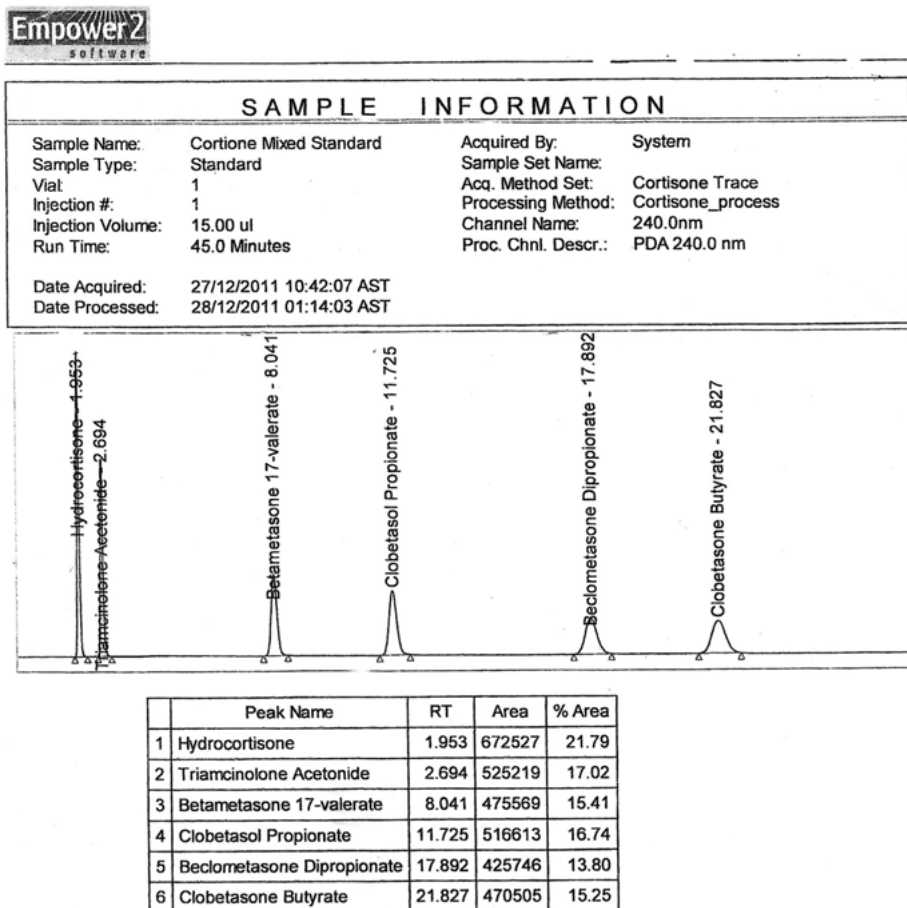 Empower2
software
SAMPLE INFORMATION
Sample Name: Cortione Mixed Standard
Sample Type: Standard
Vial: 1
Injection #: 1
Injection Volume: 15.00 ul
Run Time: 45.0 Minutes
Date Acquired: 27/12/2011 10:42:07 AST
Date Processed: 28/12/2011 01:14:03 AST
Acquired By: System
Sample Set Name:
Acq. Method Set: Cortisone Trace
Processing Method: Cortisone_process
Channel Name: 240.0nm
Proc. Chnl. Descr.: PDA 240.0 nm
Hydrocortisone - 1.953
Triamcinolone Acetonide - 2.694
Betametasone 17-valerate - 8.041
Clobetasol Propionate - 11.725
Beclometasone Dipropionate - 17.892
Clobetasone Butyrate - 21.827
Peak Name RT Area % Area
1 Hydrocortisone 1.953 672527 21.79
2 Triamcinolone Acetonide 2.694 525219 17.02
3 Betametasone 17-valerate 8.041 475569 15.41
4 Clobetasol Propionate 11.725 516613 16.74
5 Beclometasone Dipropionate 17.892 425746 13.80
6 Clobetasone Butyrate 21.827 470505 15.25